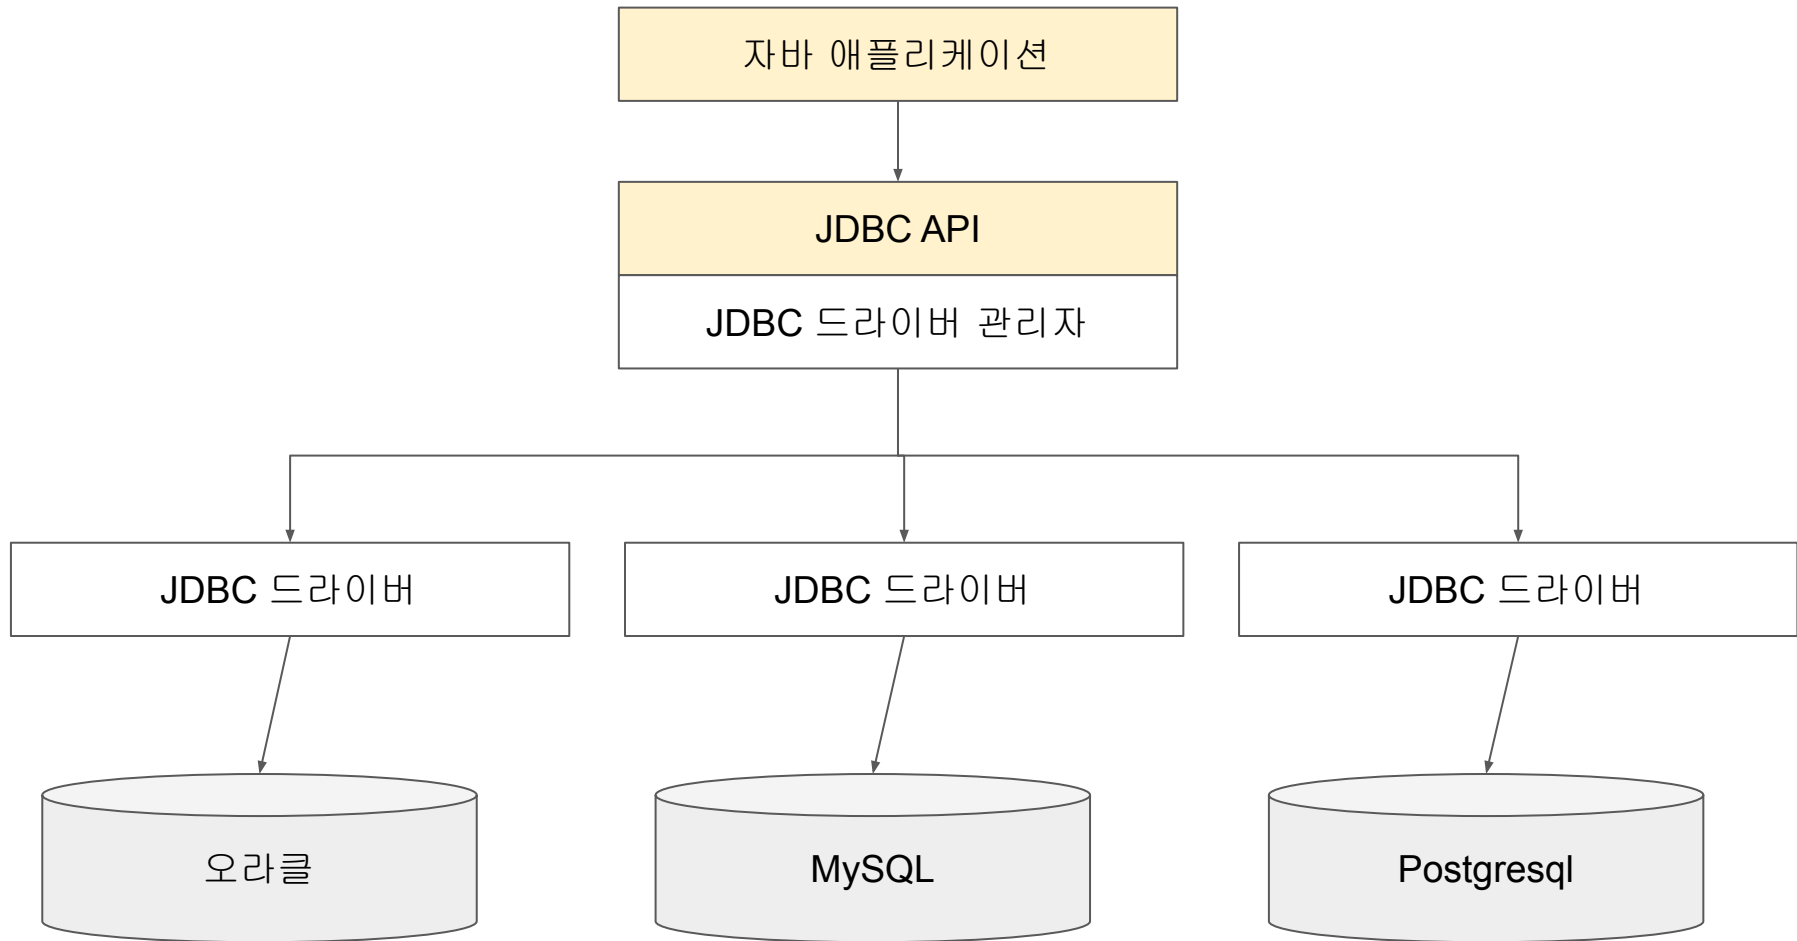 자바 애플리케이션
JDBC API
JDBC 드라이버 관리자
JDBC 드라이버
JDBC 드라이버
JDBC 드라이버
오라클
MySQL
Postgresql